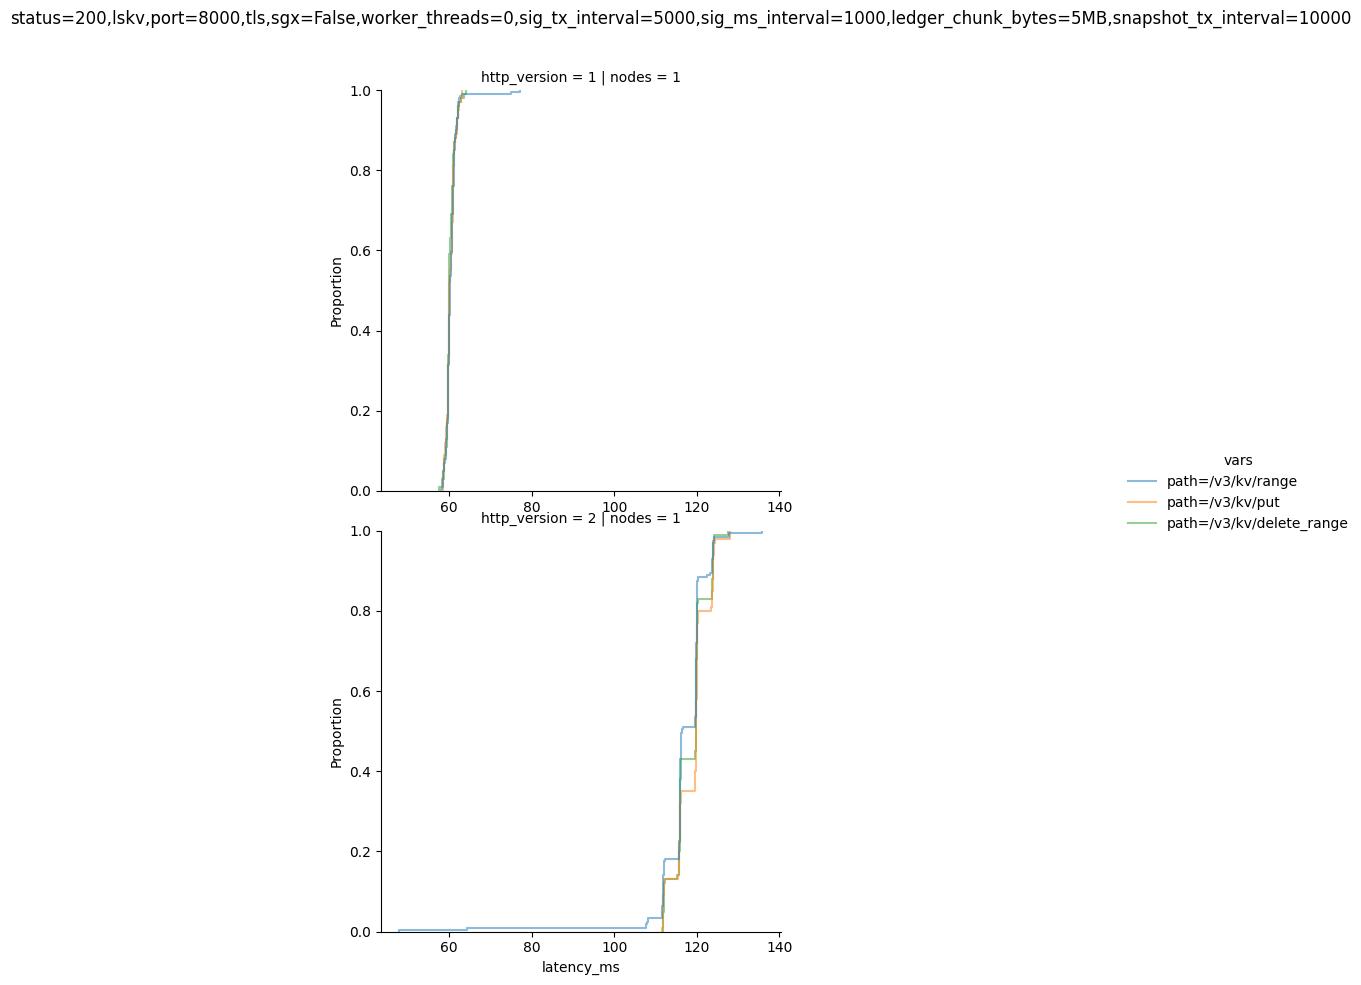 status=200,lskv,port=8000,tls,sgx=False,worker_threads=0,sig_tx_interval=5000,sig_ms_interval=1000,ledger_chunk_bytes=5MB,snapshot_tx_interval=10000
http_version = 1 | nodes = 1
1.0
0.8
0.6
0.4
0.2
0.0
Proportion
60 80 100 120 140
http_version = 2 | nodes = 1
1.0
0.8
0.6
0.4
0.2
0.0
Proportion
60 80 100 120 140
latency_ms
vars
path=/v3/kv/range
path=/v3/kv/put
path=/v3/kv/delete_range